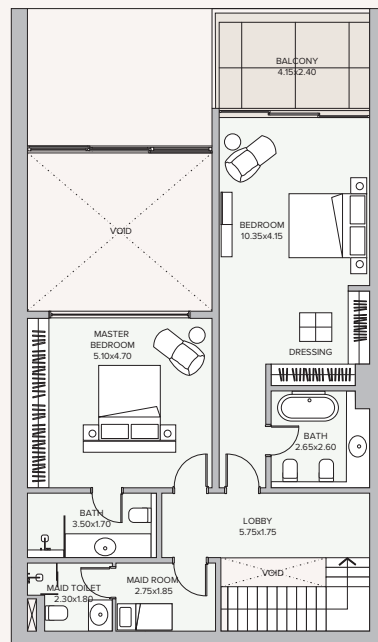 BALCONY
4.15x2.40
VOID
BEDROOM
10.35x4.15
MASTER
BEDROOM
5.10x4.70
DRESSING
BATH
2.65x2.60
BATH
3.50x1.70
LOBBY
5.75x1.75
VOID
MAID TOILET
2.30x1.80
MAID ROOM
2.75x1.85